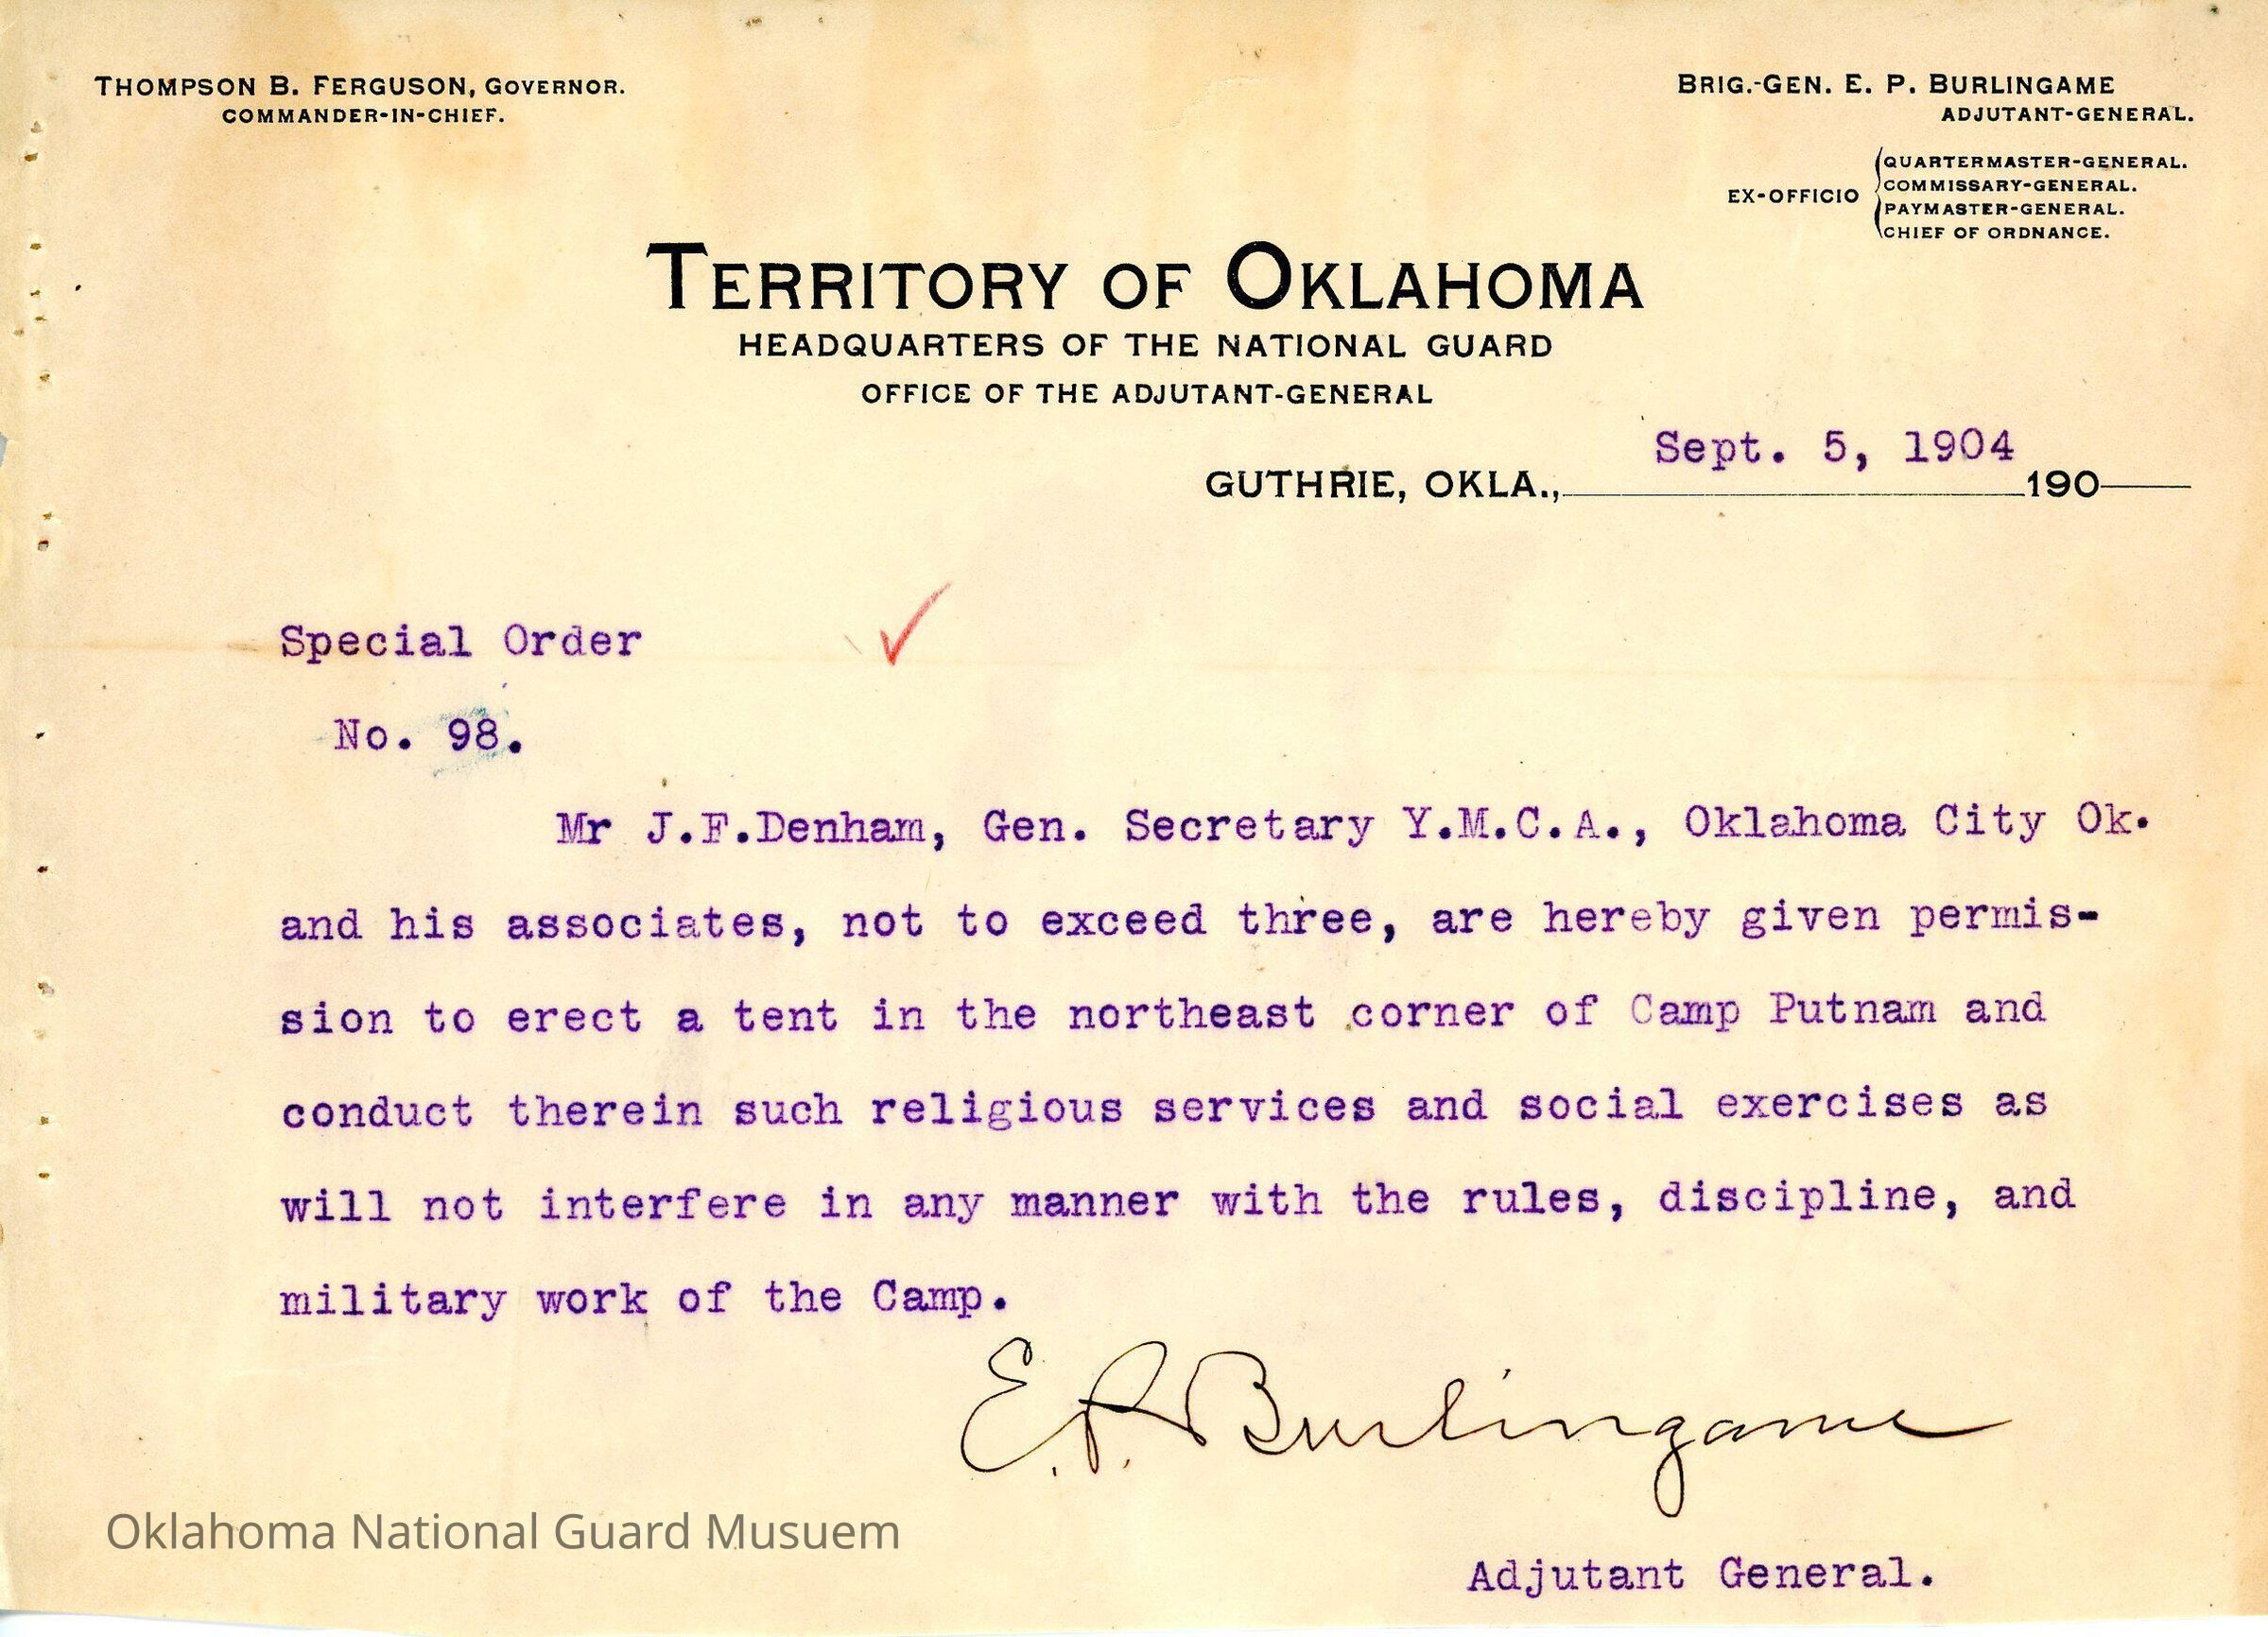 THOMPSON B. FERGUSON, GOVERNOR.
COMMANDER-IN-CHIEF.
BRIG.-GEN. E. P. BURLINGAME
ADJUTANT-GENERAL.
EX-OFFICIO
QUARTERMASTER-GENERAL.
COMMISSARY-GENERAL.
PAYMASTER-GENERAL.
CHIEF OF ORDNANCE.
TERRITORY OF OKLAHOMA
HEADQUARTERS OF THE NATIONAL GUARD
OFFICE OF THE ADJUTANT-GENERAL
Sept. 5, 1904
GUTHRIE, OKLA., 190
Special Order
No. 98.
Mr J.F.Denham, Gen. Secretary Y.M.C.A., Oklahoma City Ok.
and his associates, not to exceed three, are hereby given permis-
sion to erect a tent in the northeast corner of Camp Putnam and
conduct therein such religious services and social exercises as
will not interfere in any manner with the rules, discipline, and
military work of the Camp.
E.P. Burlingame
Oklahoma National Guard Musuem
Adjutant General.